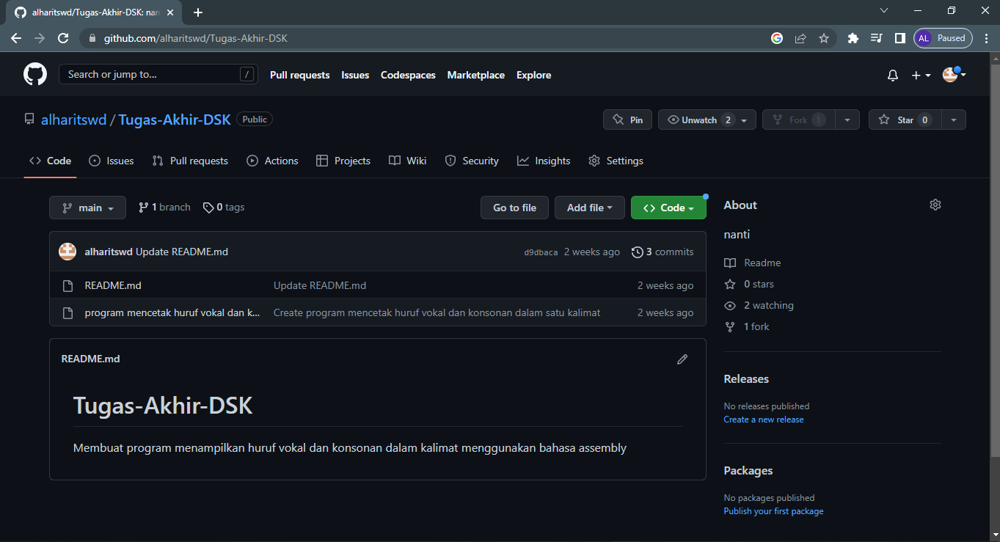 alharitswd/Tugas-Akhir-DSK: nan
github.com/alharitswd/Tugas-Akhir-DSK
AL Paused
Search or jump to... /
Pull requests Issues Codespaces Marketplace Explore
alharitswd / Tugas-Akhir-DSK Public
Pin Unwatch 2 Fork 1 Star 0
Code Issues Pull requests Actions Projects Wiki Security Insights Settings
main 1 branch 0 tags Go to file Add file Code
alharitswd Update README.md d9dbaca 2 weeks ago 3 commits
README.md Update README.md 2 weeks ago
program mencetak huruf vokal dan k... Create program mencetak huruf vokal dan konsonan dalam satu kalimat 2 weeks ago
README.md
Tugas-Akhir-DSK
Membuat program menampilkan huruf vokal dan konsonan dalam kalimat menggunakan bahasa assembly
About
nanti
Readme
0 stars
2 watching
1 fork
Releases
No releases published
Create a new release
Packages
No packages published
Publish your first package